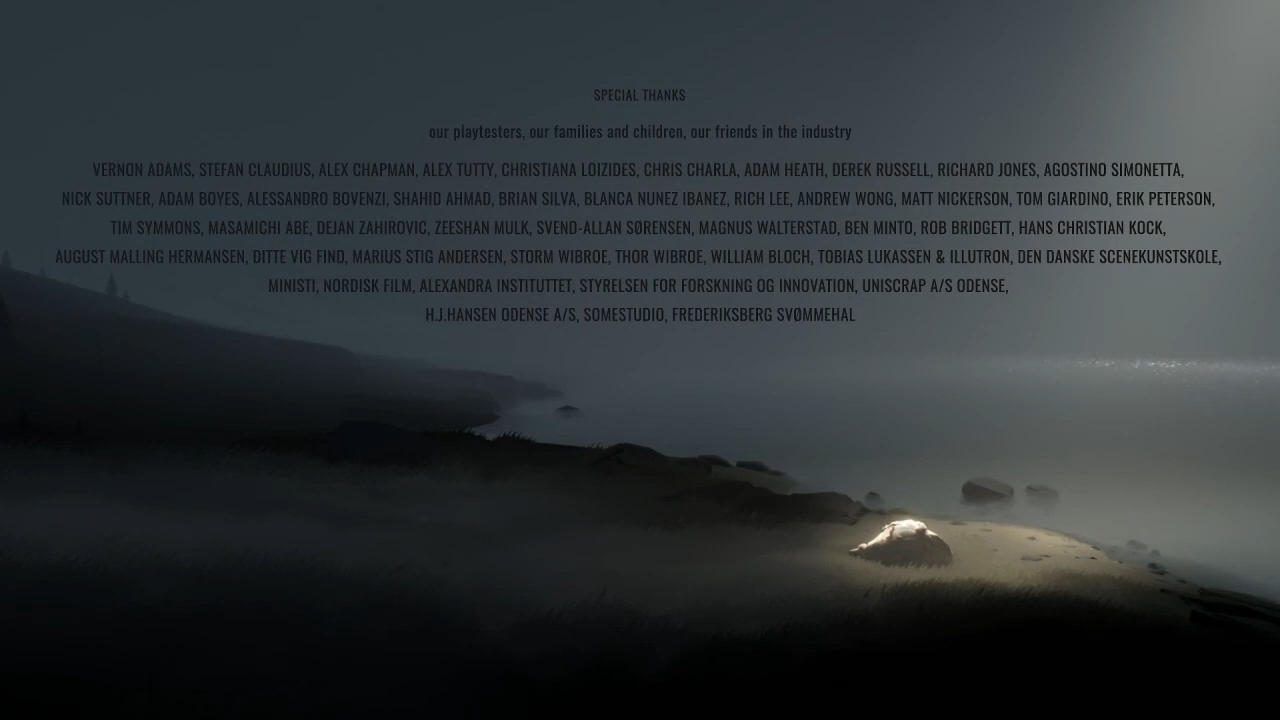 SPECIAL THANKS
our playtesters, our families and children, our friends in the industry
VERNON ADAMS, STEFAN CLAUDIUS, ALEX CHAPMAN, ALEX TUTTY, CHRISTIANA LOIZIDES, CHRIS CHARLA, ADAM HEATH, DEREK RUSSELL, RICHARD JONES, AGOSTINO SIMONETTA,
NICK SUTTNER, ADAM BOYES, ALESSANDRO BOVENZI, SHAHID AHMAD, BRIAN SILVA, BLANCA NUNEZ IBANEZ, RICH LEE, ANDREW WONG, MATT NICKERSON, TOM GIARDINO, ERIK PETERSON,
TIM SYMMONS, MASAMICHI ABE, DEJAN ZAHIROVIC, ZEESHAN MULK, SVEND-ALLAN SØRENSEN, MAGNUS WALTERSTAD, BEN MINTO, ROB BRIDGETT, HANS CHRISTIAN KOCK,
AUGUST MALLING HERMANSEN, DITTE VIG FIND, MARIUS STIG ANDERSEN, STORM WIBROE, THOR WIBROE, WILLIAM BLOCH, TOBIAS LUKASSEN & ILLUTRON, DEN DANSKE SCENEKUNSTSKOLE,
MINISTI, NORDISK FILM, ALEXANDRA INSTITUTTET, STYRELSEN FOR FORSKNING OG INNOVATION, UNISCRAP A/S ODENSE,
H.J.HANSEN ODENSE A/S, SOMESTUDIO, FREDERIKSBERG SVØMMEHAL